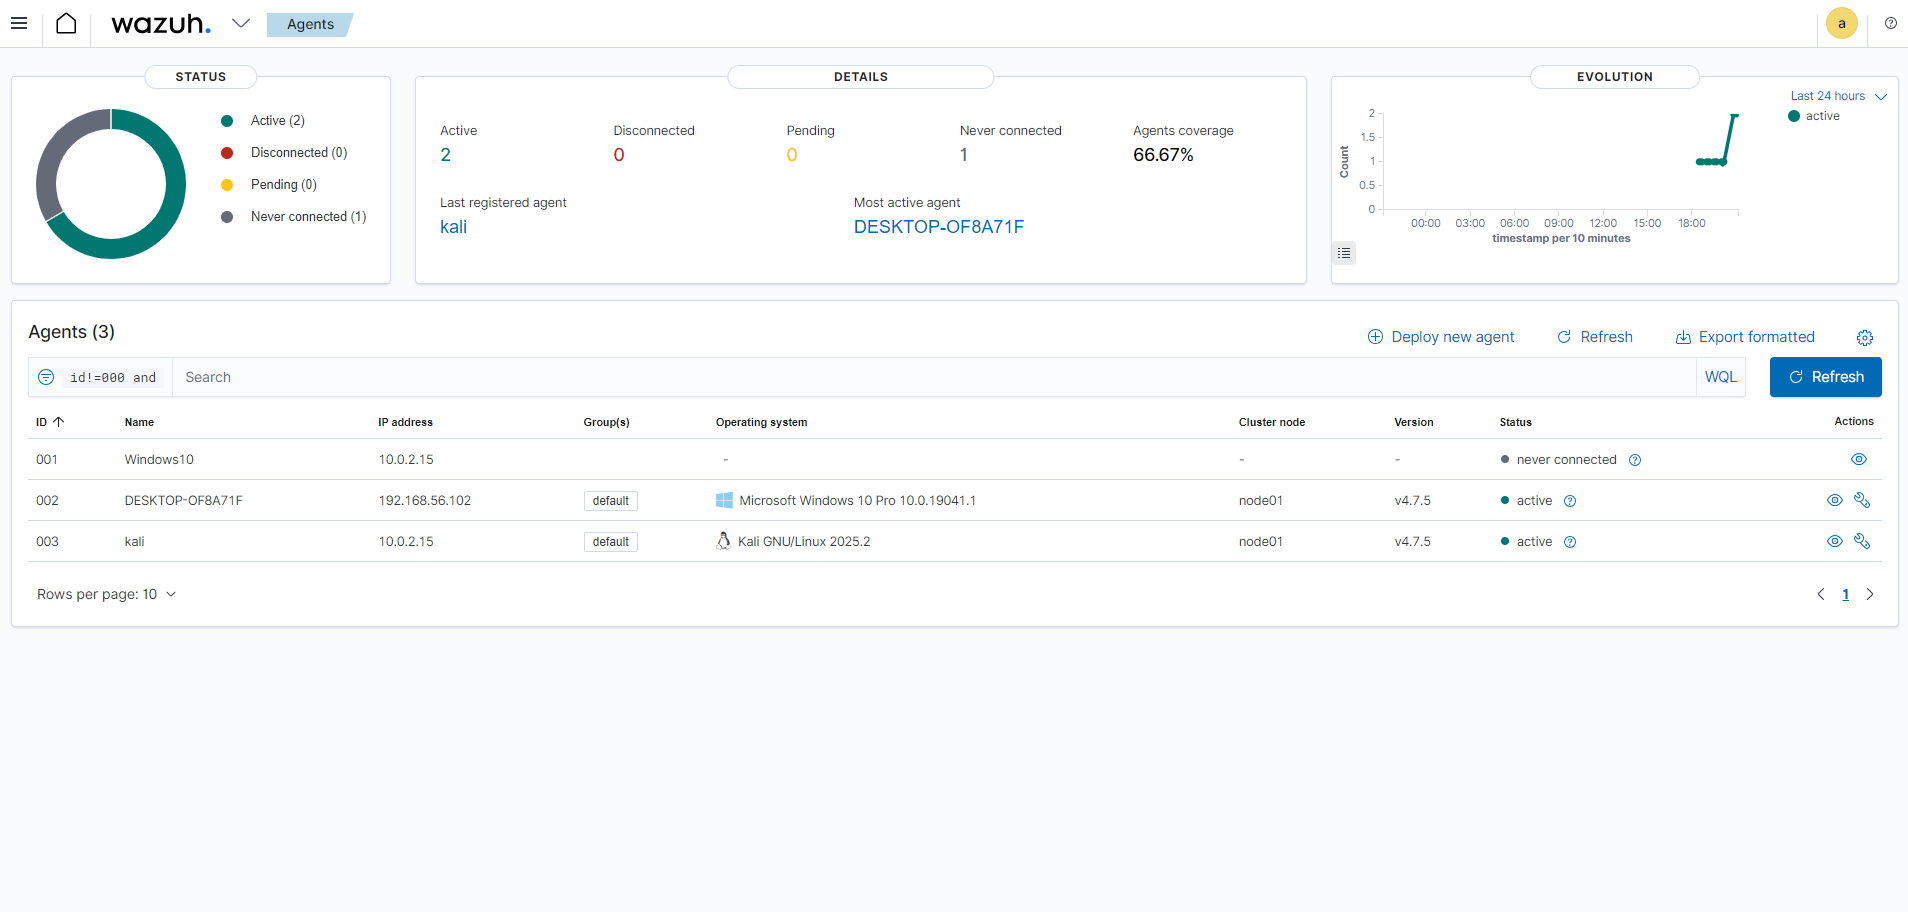 wazuh.
Agents
a
STATUS
Active (2)
Disconnected (0)
Pending (0)
Never connected (1)
DETAILS
Active
2
Disconnected
0
Pending
0
Never connected
1
Agents coverage
66.67%
Last registered agent
kali
Most active agent
DESKTOP-OF8A71F
EVOLUTION
Last 24 hours
active
Count
2
1.5
1
0.5
0
00:00 03:00 06:00 09:00 12:00 15:00 18:00
timestamp per 10 minutes
Agents (3)
Deploy new agent Refresh Export formatted
id!=000 and Search WQL Refresh
ID Name IP address Group(s) Operating system Cluster node Version Status Actions
001 Windows10 10.0.2.15 - - - never connected
002 DESKTOP-OF8A71F 192.168.56.102 default Microsoft Windows 10 Pro 10.0.19041.1 node01 v4.7.5 active
003 kali 10.0.2.15 default Kali GNU/Linux 2025.2 node01 v4.7.5 active
Rows per page: 10
1